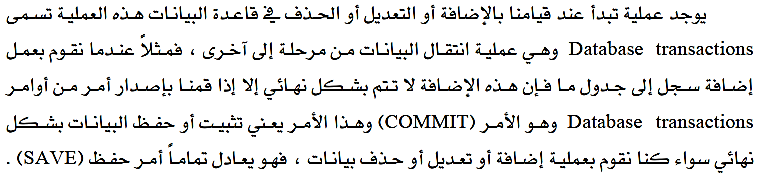 يوجد عملية تبدأ عند قيامنا بالإضافة أو التعديل أو الحذف في قاعدة البيانات هذه العملية تسمى
Database transactions وهي عملية انتقال البيانات من مرحلة إلى آخرى ، فمثلاً عندما نقوم بعمل
إضافة سجل إلى جدول ما فإن هذه الإضافة لا تتم بشكل نهائي إلا إذا قمنا بإصدار أمر من أوامر
Database transactions وهو الأمر (COMMIT) وهذا الأمر يعني تثبيت أو حفظ البيانات بشكل
نهائي سواء كنا نقوم بعملية إضافة أو تعديل أو حذف بيانات ، فهو يعادل تماماً أمر حفظ (SAVE) .